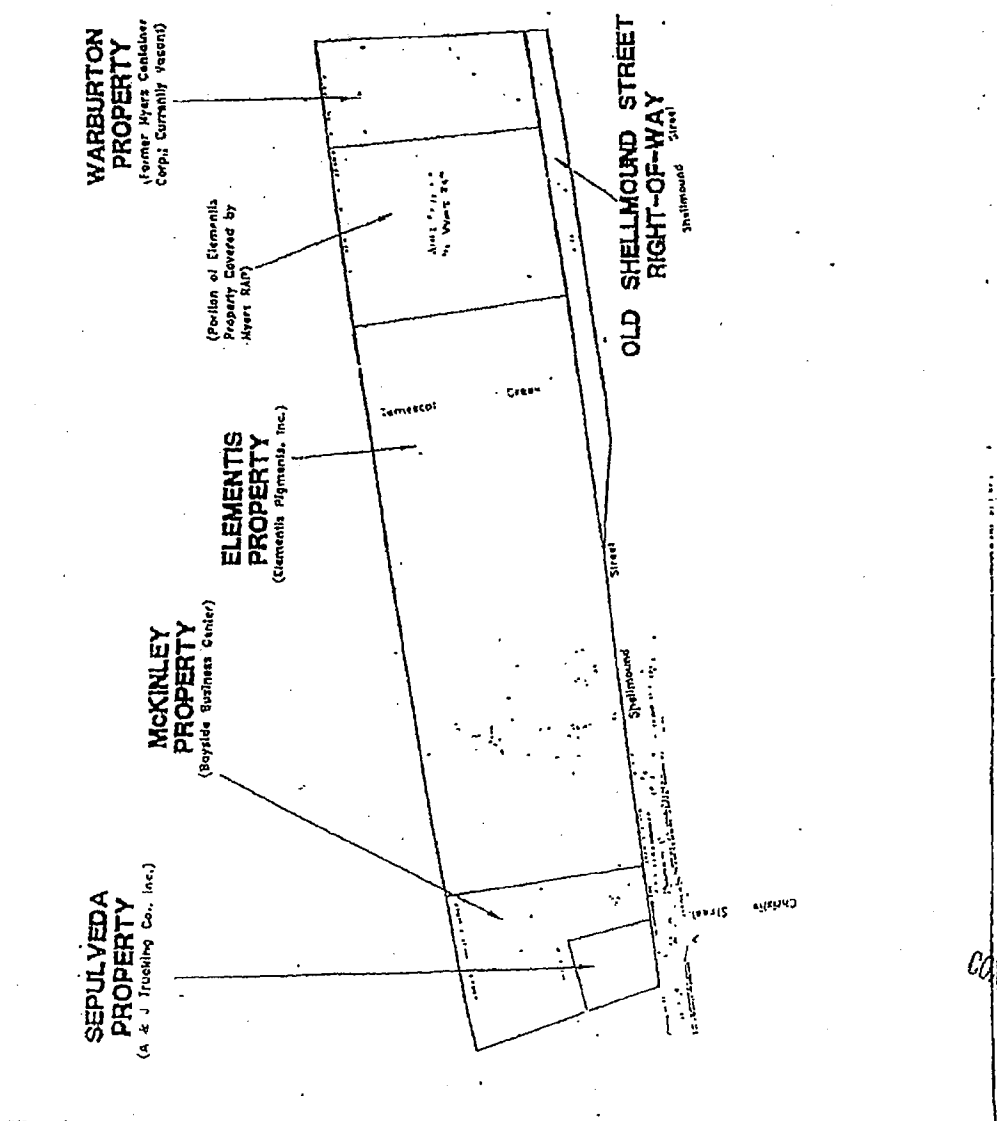 WARBURTON
PROPERTY
(Former Myers Container
Corp.; Currently Vacant)
(Portion of Elementis
Property Covered by
Myers RAP)
OLD SHELLMOUND STREET
RIGHT-OF-WAY
Shellmound Street
Temescal Creek
ELEMENTIS
PROPERTY
(Elementis Pigments, Inc.)
Shellmound Street
McKINLEY
PROPERTY
(Bayside Business Center)
SEPULVEDA
PROPERTY
(A & J Trucking Co., Inc.)
Christie Street